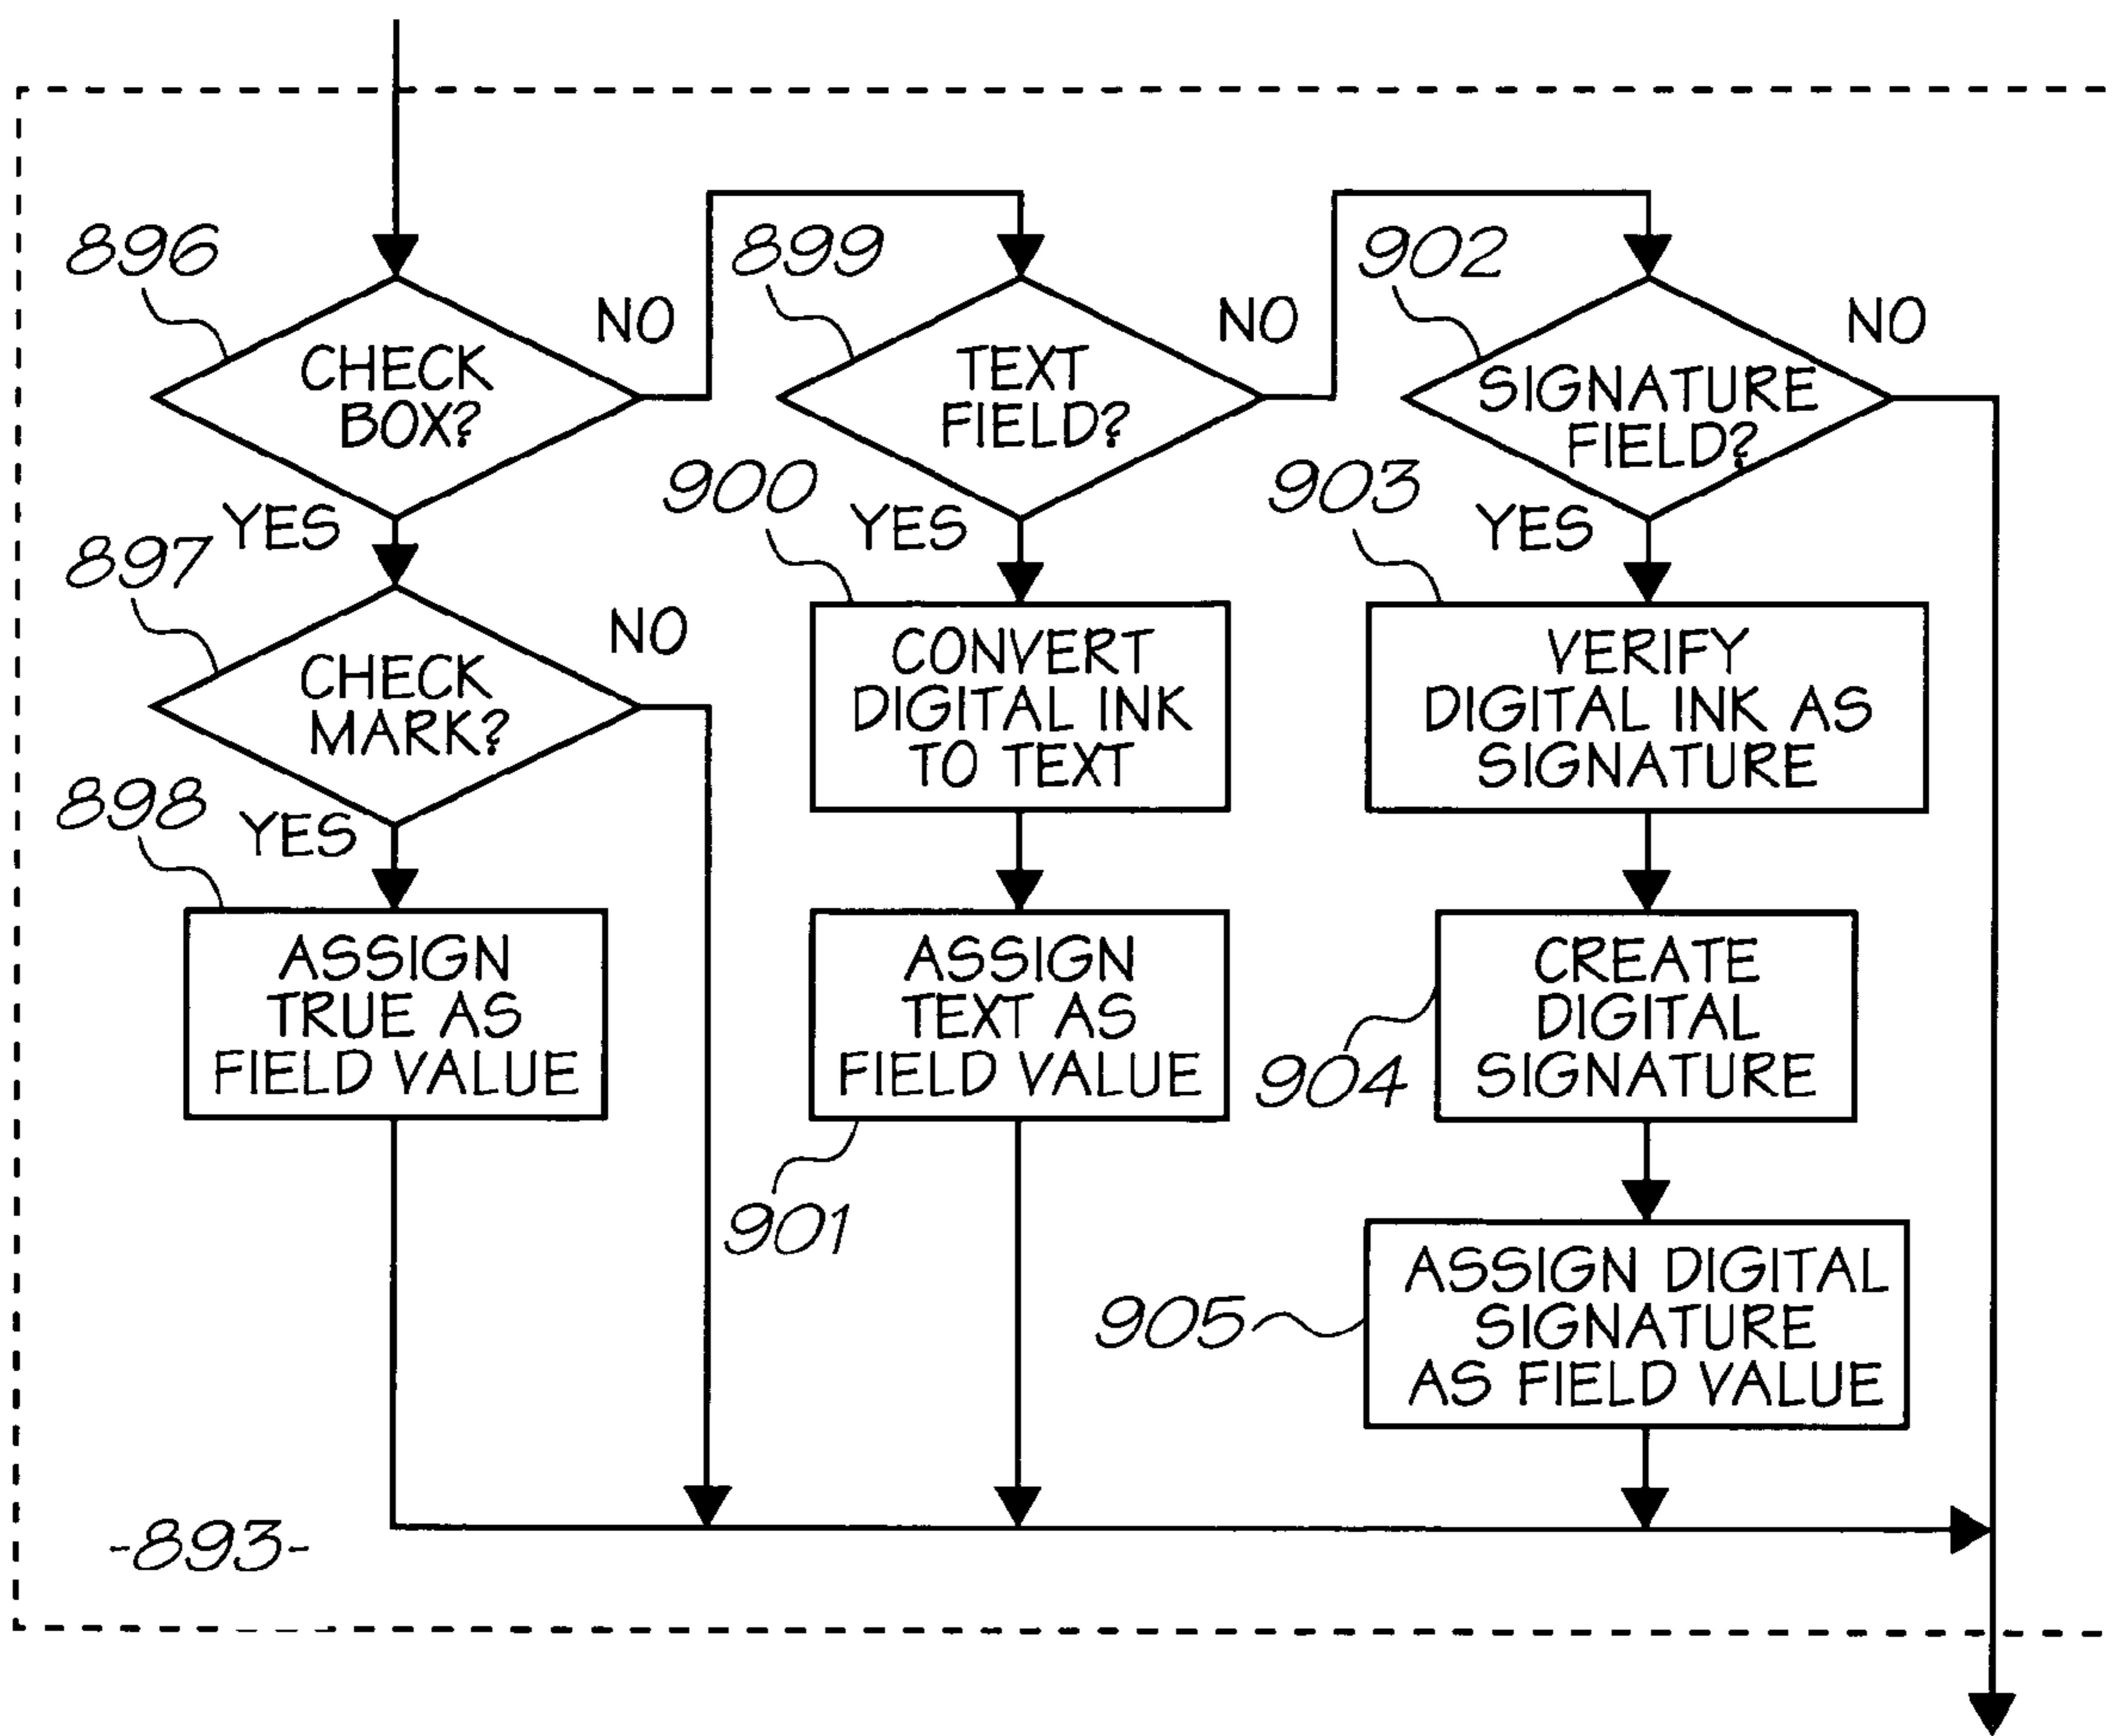 896
CHECK
BOX?
NO
YES
897
CHECK
MARK?
NO
YES
898
ASSIGN
TRUE AS
FIELD VALUE
899
TEXT
FIELD?
NO
YES
900
CONVERT
DIGITAL INK
TO TEXT
ASSIGN
TEXT AS
FIELD VALUE
901
902
SIGNATURE
FIELD?
NO
YES
903
VERIFY
DIGITAL INK AS
SIGNATURE
CREATE
DIGITAL
SIGNATURE
904
ASSIGN DIGITAL
SIGNATURE
AS FIELD VALUE
905
-893-